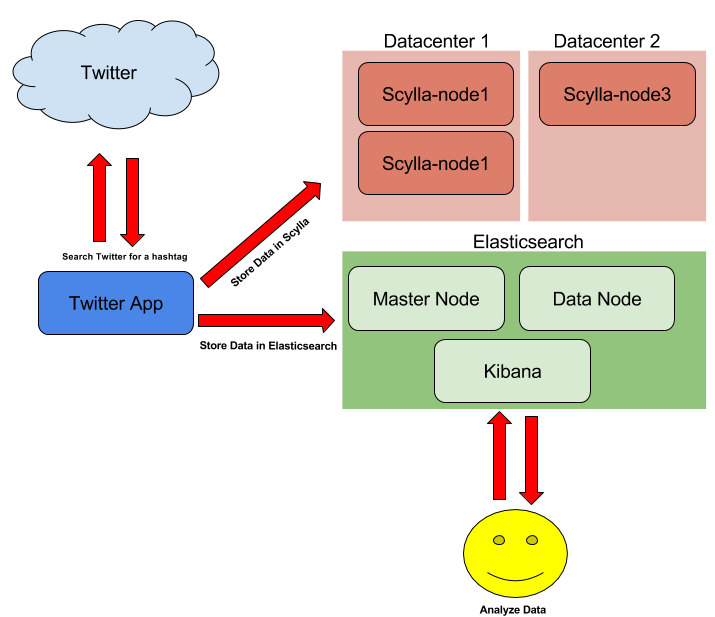 Twitter
Datacenter 1
Datacenter 2
Scylla-node1
Scylla-node3
Scylla-node1
Search Twitter for a hashtag
Store Data in Scylla
Twitter App
Store Data in Elasticsearch
Elasticsearch
Master Node
Data Node
Kibana
Analyze Data